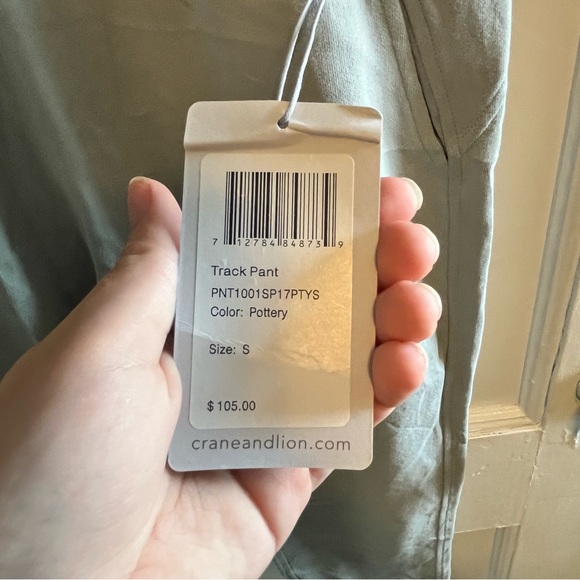 7 12784 84873 9
Track Pant
PNT1001SP17PTYS
Color: Pottery
Size: S
$ 105.00
craneandlion.com